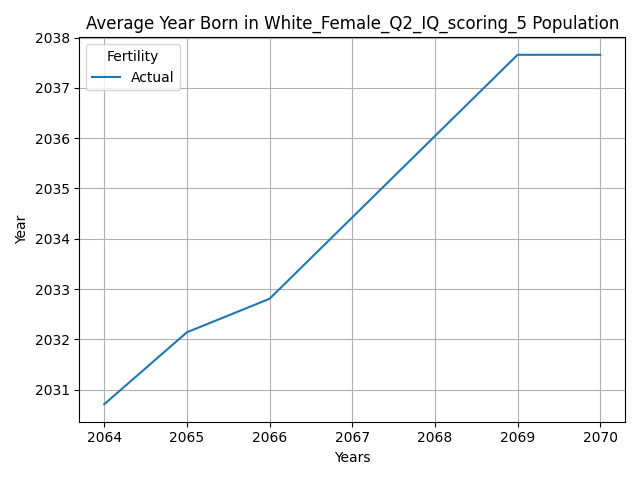 Average Year Born in White_Female_Q2_IQ_scoring_5 Population
2038
2037
2036
2035
2034
2033
2032
2031
Year
Fertility
Actual
2064 2065 2066 2067 2068 2069 2070
Years